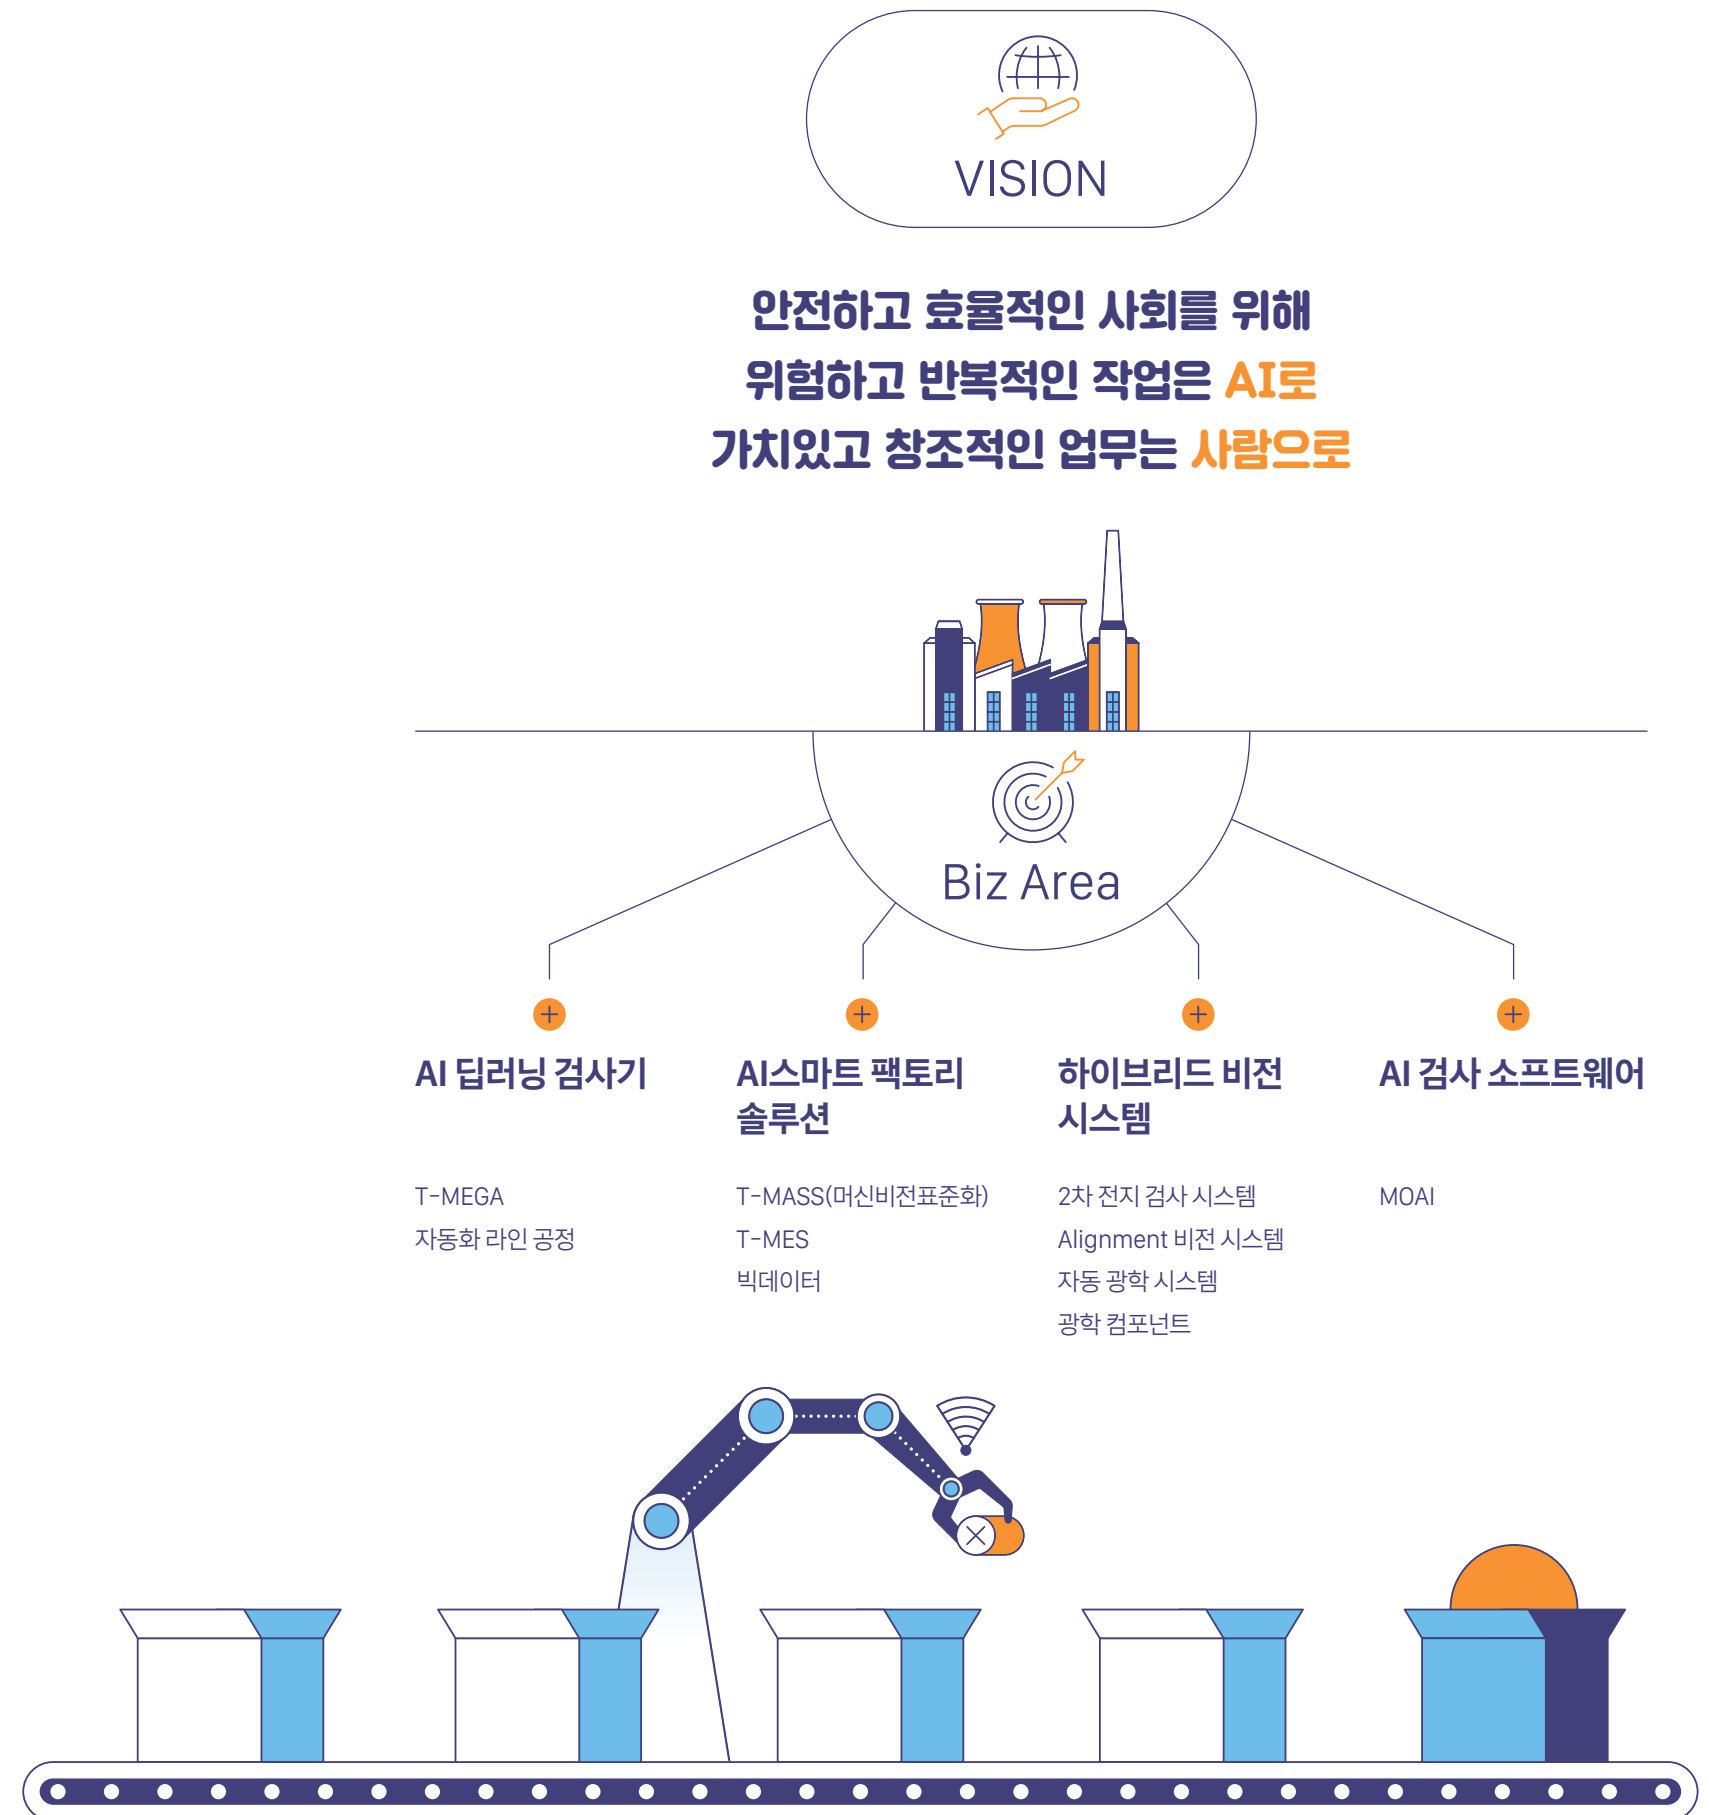 VISION
안전하고 효율적인 사회를 위해
위험하고 반복적인 작업은 AI로
가치있고 창조적인 업무는 사람으로
Biz Area
AI 딥러닝 검사기
T-MEGA
자동화 라인 공정
AI스마트 팩토리
솔루션
T-MASS(머신비전표준화)
T-MES
빅데이터
하이브리드 비전
시스템
2차 전지 검사 시스템
Alignment 비전 시스템
자동 광학 시스템
광학 컴포넌트
AI 검사 소프트웨어
MOAI